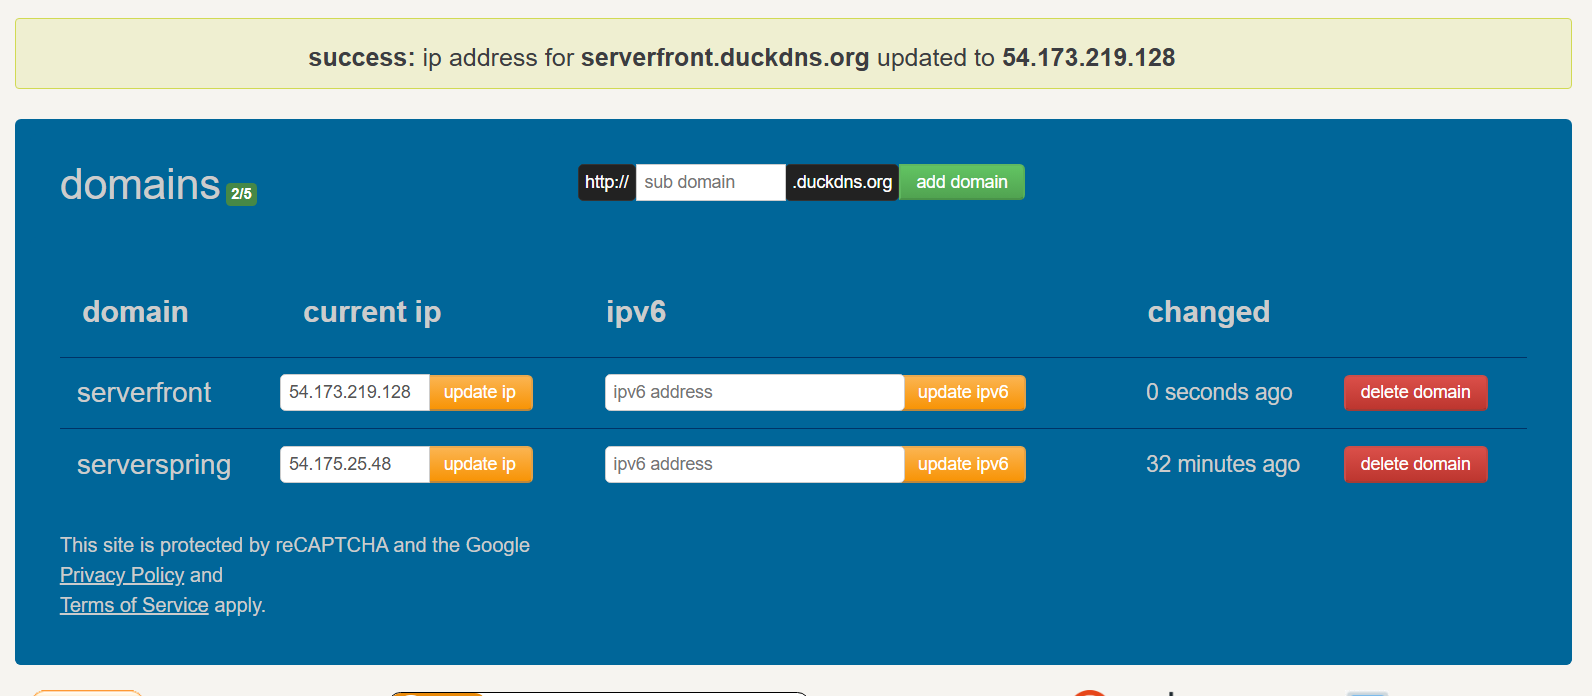 success: ip address for serverfront.duckdns.org updated to 54.173.219.128
domains 2/5
http:// sub domain .duckdns.org add domain
domain current ip ipv6 changed
serverfront 54.173.219.128 update ip ipv6 address update ipv6 0 seconds ago delete domain
serverspring 54.175.25.48 update ip ipv6 address update ipv6 32 minutes ago delete domain
This site is protected by reCAPTCHA and the Google
Privacy Policy and
Terms of Service apply.